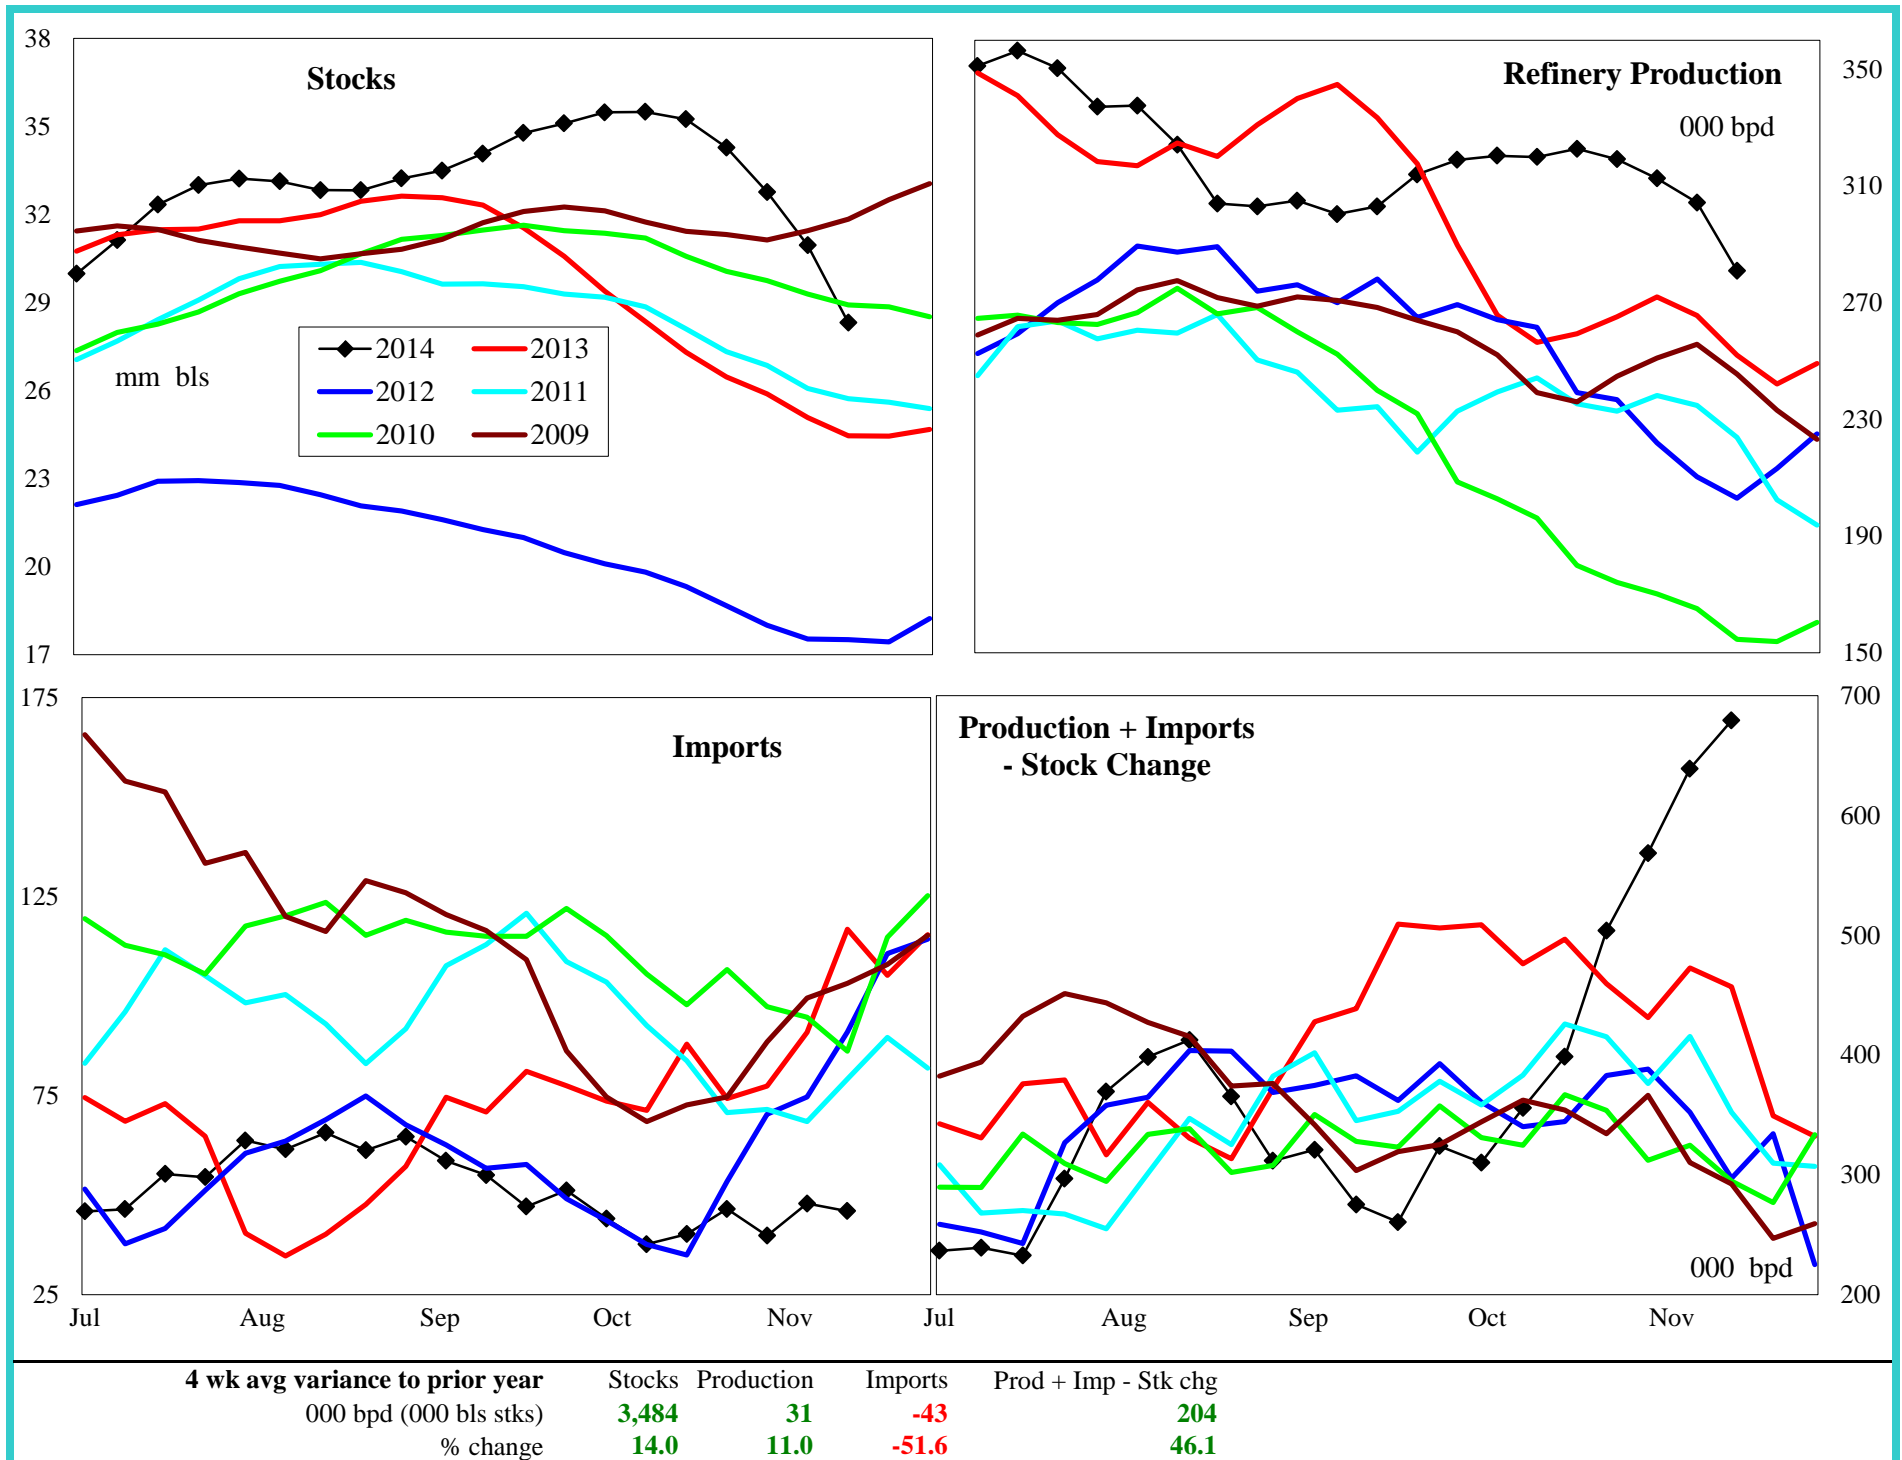 Stocks
38
35
32
29
26
23
20
17
mm bls
2014
2013
2012
2011
2010
2009
Refinery Production
000 bpd
350
310
270
230
190
150
Imports
175
125
75
25
Jul
Aug
Sep
Oct
Nov
Production + Imports
- Stock Change
700
600
500
400
300
200
000 bpd
Jul
Aug
Sep
Oct
Nov
4 wk avg variance to prior year Stocks Production Imports Prod + Imp - Stk chg
000 bpd (000 bls stks) 3,484 31 -43 204
% change 14.0 11.0 -51.6 46.1